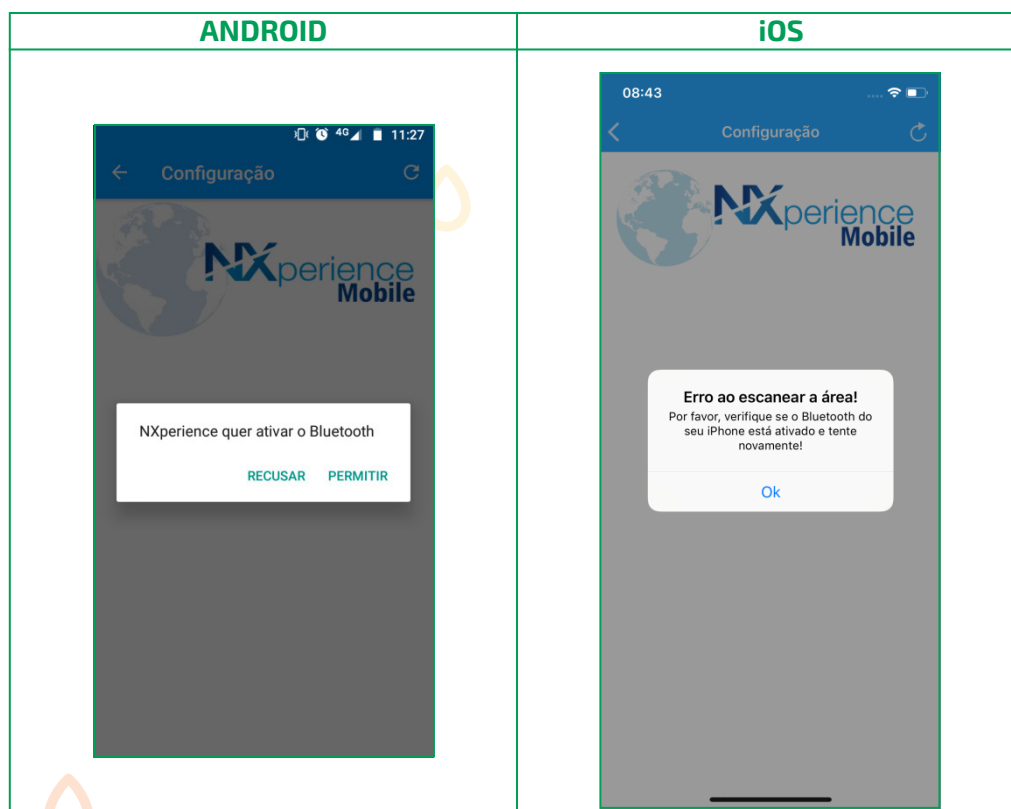 ANDROID
iOS
4G 11:27
Configuração
NXperience
Mobile
NXperience quer ativar o Bluetooth
RECUSAR PERMITIR
08:43
Configuração
NXperience
Mobile
Erro ao escanear a área!
Por favor, verifique se o Bluetooth do
seu iPhone está ativado e tente
novamente!
Ok